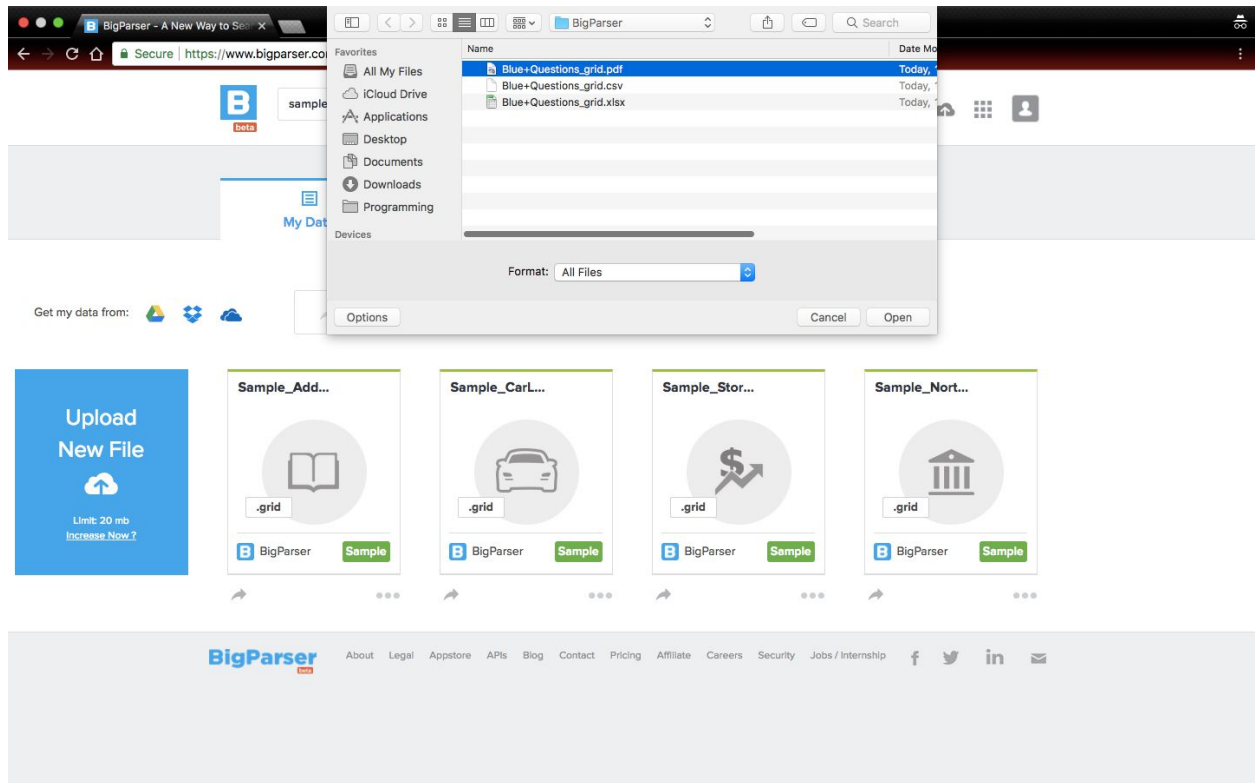 BigParser - A New Way to Sea
BigParser
Search
Secure
https://www.bigparser.co
Favorites
Name
Date Mo
All My Files
Blue+Questions_grid.pdf
Today,
iCloud Drive
Blue+Questions_grid.csv
Today,
Applications
Blue+Questions_grid.xlsx
Today,
Desktop
Documents
Downloads
Programming
Devices
B
beta
sample
My Dat
Format:
All Files
Options
Cancel
Open
Get my data from:
Upload
New File
Limit: 20 mb
Increase Now ?
Sample_Add...
.grid
B BigParser
Sample
Sample_CarL...
.grid
B BigParser
Sample
Sample_Stor...
$
.grid
B BigParser
Sample
Sample_Nort...
.grid
B BigParser
Sample
BigParser
beta
About Legal Appstore APIs Blog Contact Pricing Affiliate Careers Security Jobs / Internship